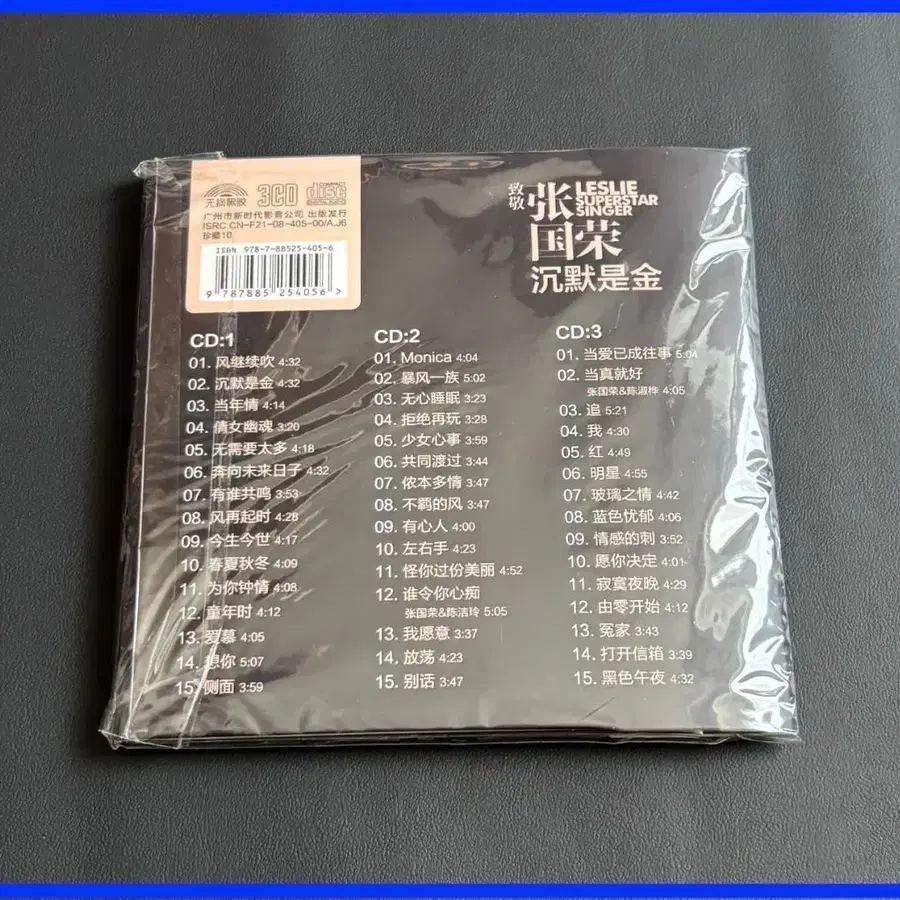 无损黑胶 3CD disc
DIGITAL AUDIO
广州市新时代影音公司 出版发行
ISRC CN-F21-08-405-00/A.J6
珍藏10
ISBN 978-7-88525-405-6
9 787885 254056 >
致敬
张国荣
LESLIE
SUPERSTAR
SINGER
沉默是金
CD:1
01. 风继续吹 4:32
02. 沉默是金 4:32
03. 当年情 4:14
04. 倩女幽魂 3:20
05. 无需要太多 4:18
06. 奔向未来日子 4:32
07. 有谁共鸣 3:53
08. 风再起时 4:28
09. 今生今世 4:17
10. 春夏秋冬 4:09
11. 为你钟情 4:08
12. 童年时 4:12
13. 爱慕 4:05
14. 想你 5:07
15. 侧面 3:59
CD:2
01. Monica 4:04
02. 暴风一族 5:02
03. 无心睡眠 3:23
04. 拒绝再玩 3:28
05. 少女心事 3:59
06. 共同渡过 3:44
07. 侬本多情 3:47
08. 不羁的风 3:47
09. 有心人 4:00
10. 左右手 4:23
11. 怪你过份美丽 4:52
12. 谁令你心痴
张国荣&陈洁玲 5:05
13. 我愿意 3:37
14. 放荡 4:23
15. 别话 3:47
CD:3
01. 当爱已成往事 5:04
02. 当真就好
张国荣&陈淑桦 4:05
03. 追 5:21
04. 我 4:30
05. 红 4:49
06. 明星 4:55
07. 玻璃之情 4:42
08. 蓝色忧郁 4:06
09. 情感的刺 3:52
10. 愿你决定 4:01
11. 寂寞夜晚 4:29
12. 由零开始 4:12
13. 冤家 3:43
14. 打开信箱 3:39
15. 黑色午夜 4:32